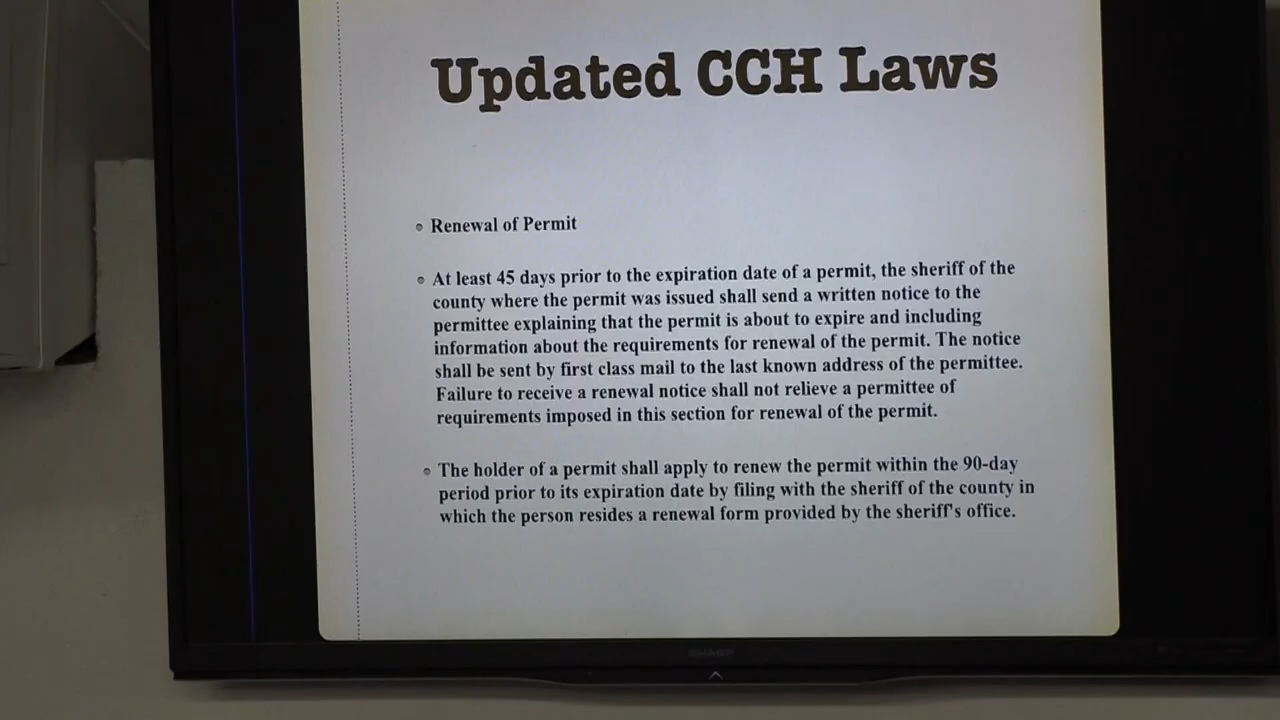 Updated CCH Laws
Renewal of Permit
At least 45 days prior to the expiration date of a permit, the sheriff of the
county where the permit was issued shall send a written notice to the
permittee explaining that the permit is about to expire and including
information about the requirements for renewal of the permit. The notice
shall be sent by first class mail to the last known address of the permittee.
Failure to receive a renewal notice shall not relieve a permittee of
requirements imposed in this section for renewal of the permit.
The holder of a permit shall apply to renew the permit within the 90-day
period prior to its expiration date by filing with the sheriff of the county in
which the person resides a renewal form provided by the sheriff's office.
SHARP